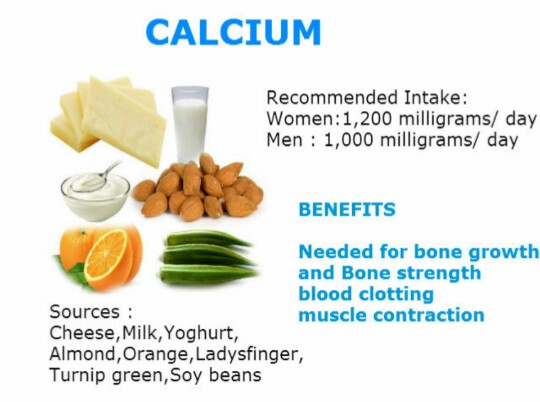 CALCIUM
Recommended Intake:
Women:1,200 milligrams/ day
Men : 1,000 milligrams/ day
BENEFITS
Needed for bone growth
and Bone strength
blood clotting
muscle contraction
Sources :
Cheese,Milk,Yoghurt,
Almond,Orange,Ladysfinger,
Turnip green,Soy beans